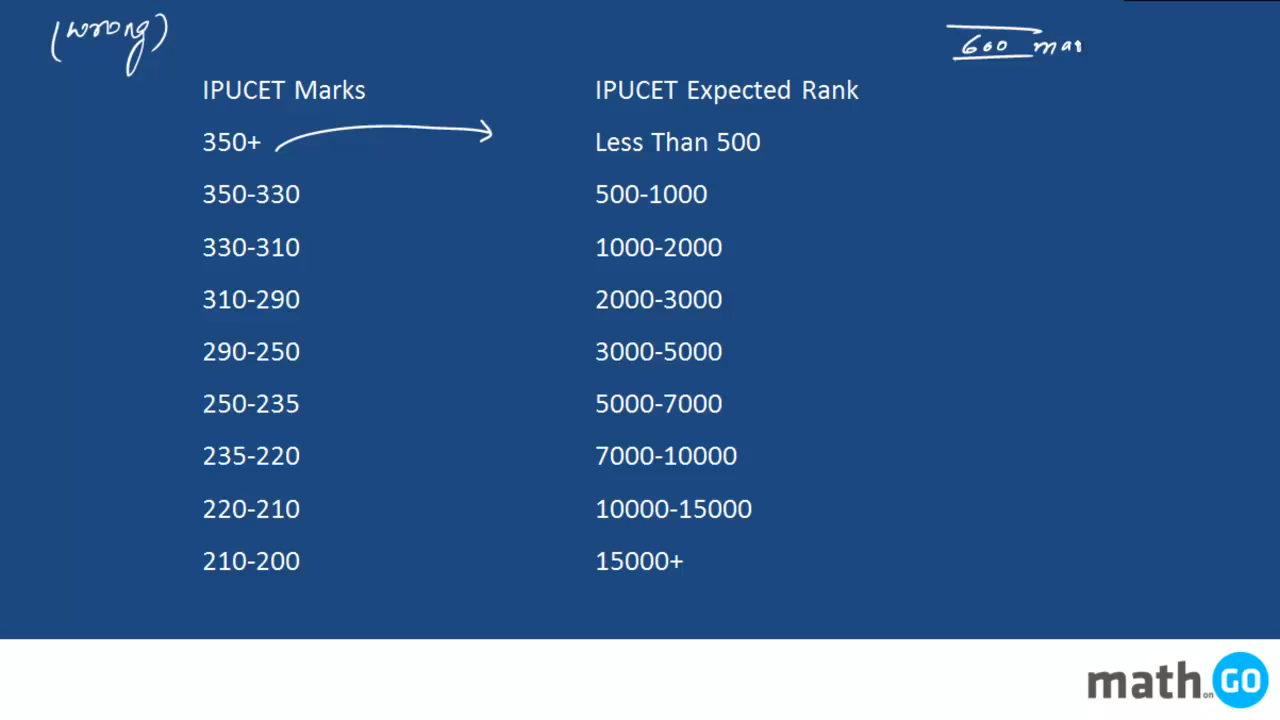 (wrong)
600 mar
IPUCET Marks IPUCET Expected Rank
350+ Less Than 500
350-330 500-1000
330-310 1000-2000
310-290 2000-3000
290-250 3000-5000
250-235 5000-7000
235-220 7000-10000
220-210 10000-15000
210-200 15000+
math on GO